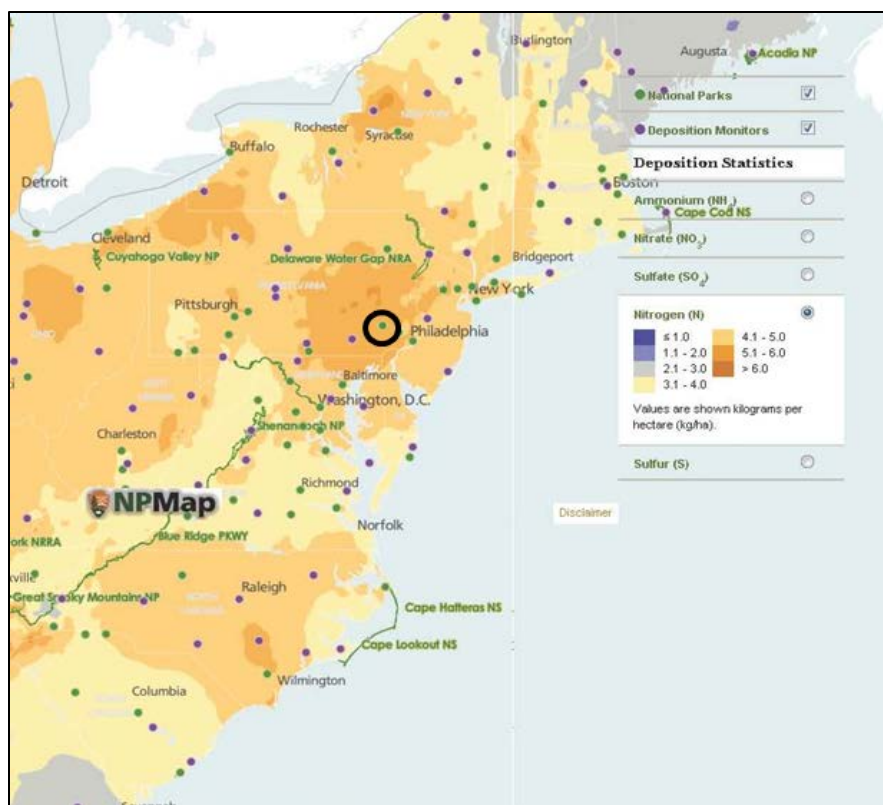 Burlington
Augusta
Acadia NP
National Parks
Rochester
Syracuse
Deposition Monitors
Buffalo
Deposition Statistics
Detroit
Boston
Ammonium (NH4)
Cape Cod NS
Cleveland
Nitrate (NO3)
Cuyahoga Valley NP
Delaware Water Gap NRA
Bridgeport
Sulfate (SO4)
New York
Pittsburgh
Nitrogen (N)
Philadelphia
≤ 1.0
4.1 - 5.0
1.1 - 2.0
5.1 - 6.0
2.1 - 3.0
> 6.0
3.1 - 4.0
Baltimore
Washington, D.C.
Values are shown kilograms per
hectare (kg/ha).
Shenandoah NP
Charleston
Sulfur (S)
Richmond
NPMap
Disclaimer
Norfolk
Blue Ridge PKWY
ork NRRA
xville
Raleigh
Great Smoky Mountains NP
Cape Hatteras NS
Cape Lookout NS
Wilmington
Columbia
Savannah